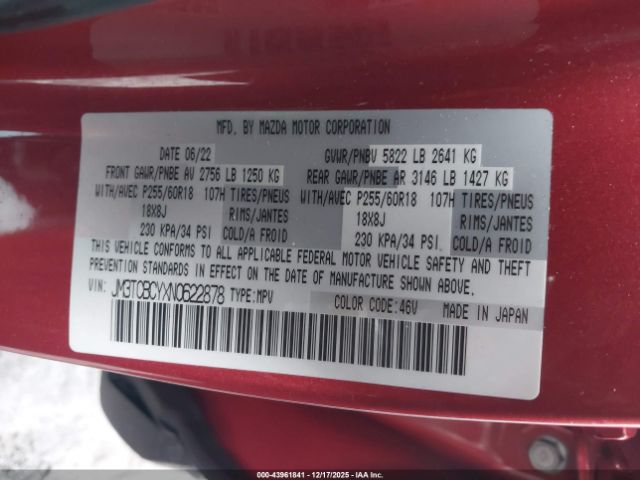 MFD. BY MAZDA MOTOR CORPORATION
DATE 06/22 GVWR/PNBV 5822 LB 2641 KG
FRONT GAWR/PNBE AV 2756 LB 1250 KG REAR GAWR/PNBE AR 3146 LB 1427 KG
WITH/AVEC P255/60R18 107H TIRES/PNEUS WITH/AVEC P255/60R18 107H TIRES/PNEUS
18X8J RIMS/JANTES 18X8J RIMS/JANTES
230 KPA/34 PSI COLD/A FROID 230 KPA/34 PSI COLD/A FROID
THIS VEHICLE CONFORMS TO ALL APPLICABLE FEDERAL MOTOR VEHICLE SAFETY AND THEFT
PREVENTION STANDARDS IN EFFECT ON THE DATE OF MANUFACTURE SHOWN ABOVE.
VIN: JM3TCBCYXN0622878 TYPE:MPV COLOR CODE:46V MADE IN JAPAN
© 43961841 - 12/17/2025 - IAAI